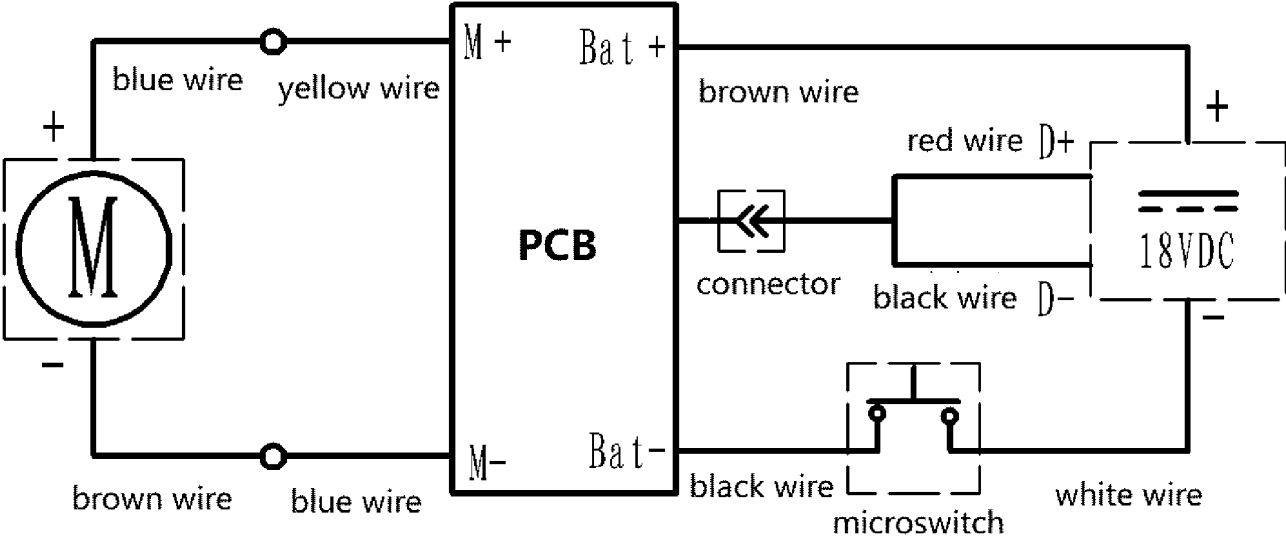 M+
Bat+
blue wire
yellow wire
brown wire
+
+
red wire D+
M
PCB
18VDC
connector
black wire D-
-
-
M-
Bat-
brown wire
blue wire
black wire
white wire
microswitch